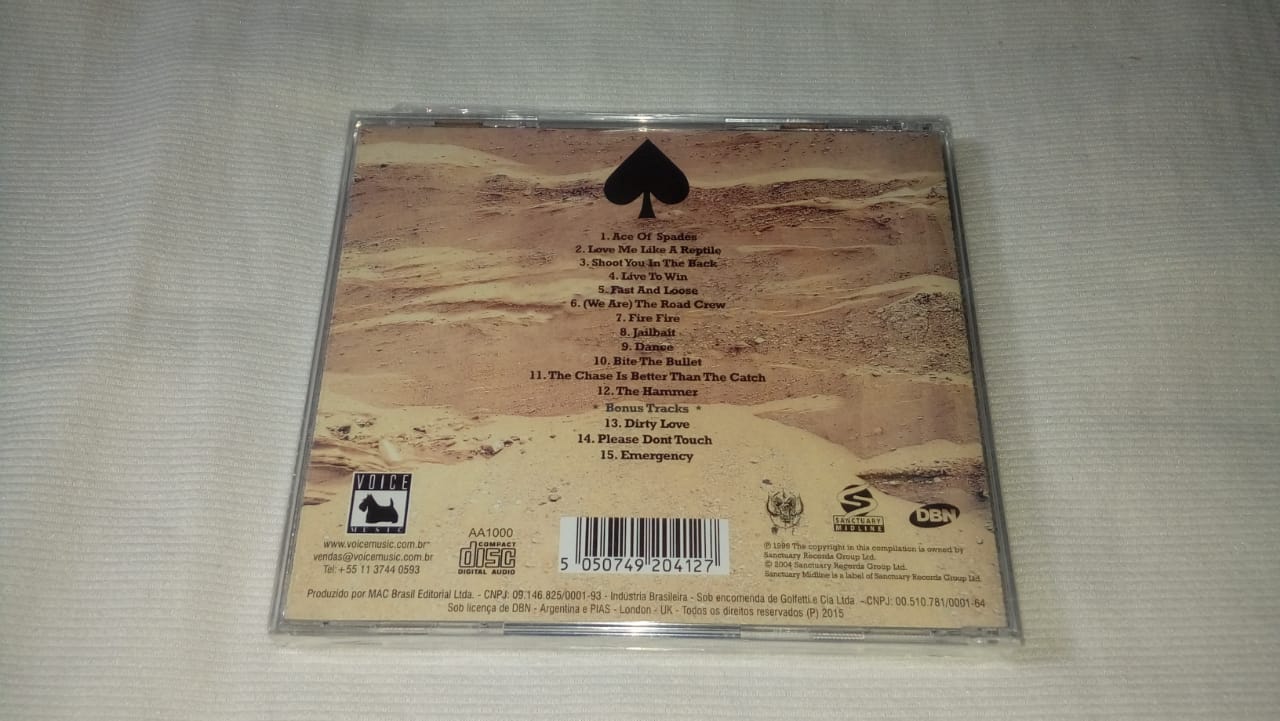 1. Ace Of Spades
2. Love Me Like A Reptile
3. Shoot You In The Back
4. Live To Win
5. Fast And Loose
6. (We Are) The Road Crew
7. Fire Fire
8. Jailbait
9. Dance
10. Bite The Bullet
11. The Chase Is Better Than The Catch
12. The Hammer
* Bonus Tracks *
13. Dirty Love
14. Please Dont Touch
15. Emergency
VOICE
MUSIC
www.voicemusic.com.br
vendas@voicemusic.com.br
Tel: +55 11 3744 0593
AA1000
COMPACT
disc
DIGITAL AUDIO
5 050749 204127
S
SANCTUARY
MIDLINE
DBN
℗ 1996 The copyright in this compilation is owned by
Sanctuary Records Group Ltd.
© 2004 Sanctuary Records Group Ltd.
Sanctuary Midline is a label of Sanctuary Records Group Ltd.
Produzido por MAC Brasil Editorial Ltda. - CNPJ: 09.146.825/0001-93 - Indústria Brasileira - Sob encomenda de Golfetti e Cia Ltda. - CNPJ: 00.510.781/0001-64
Sob licença de DBN - Argentina e PIAS - London - UK - Todos os direitos reservados (P) 2015